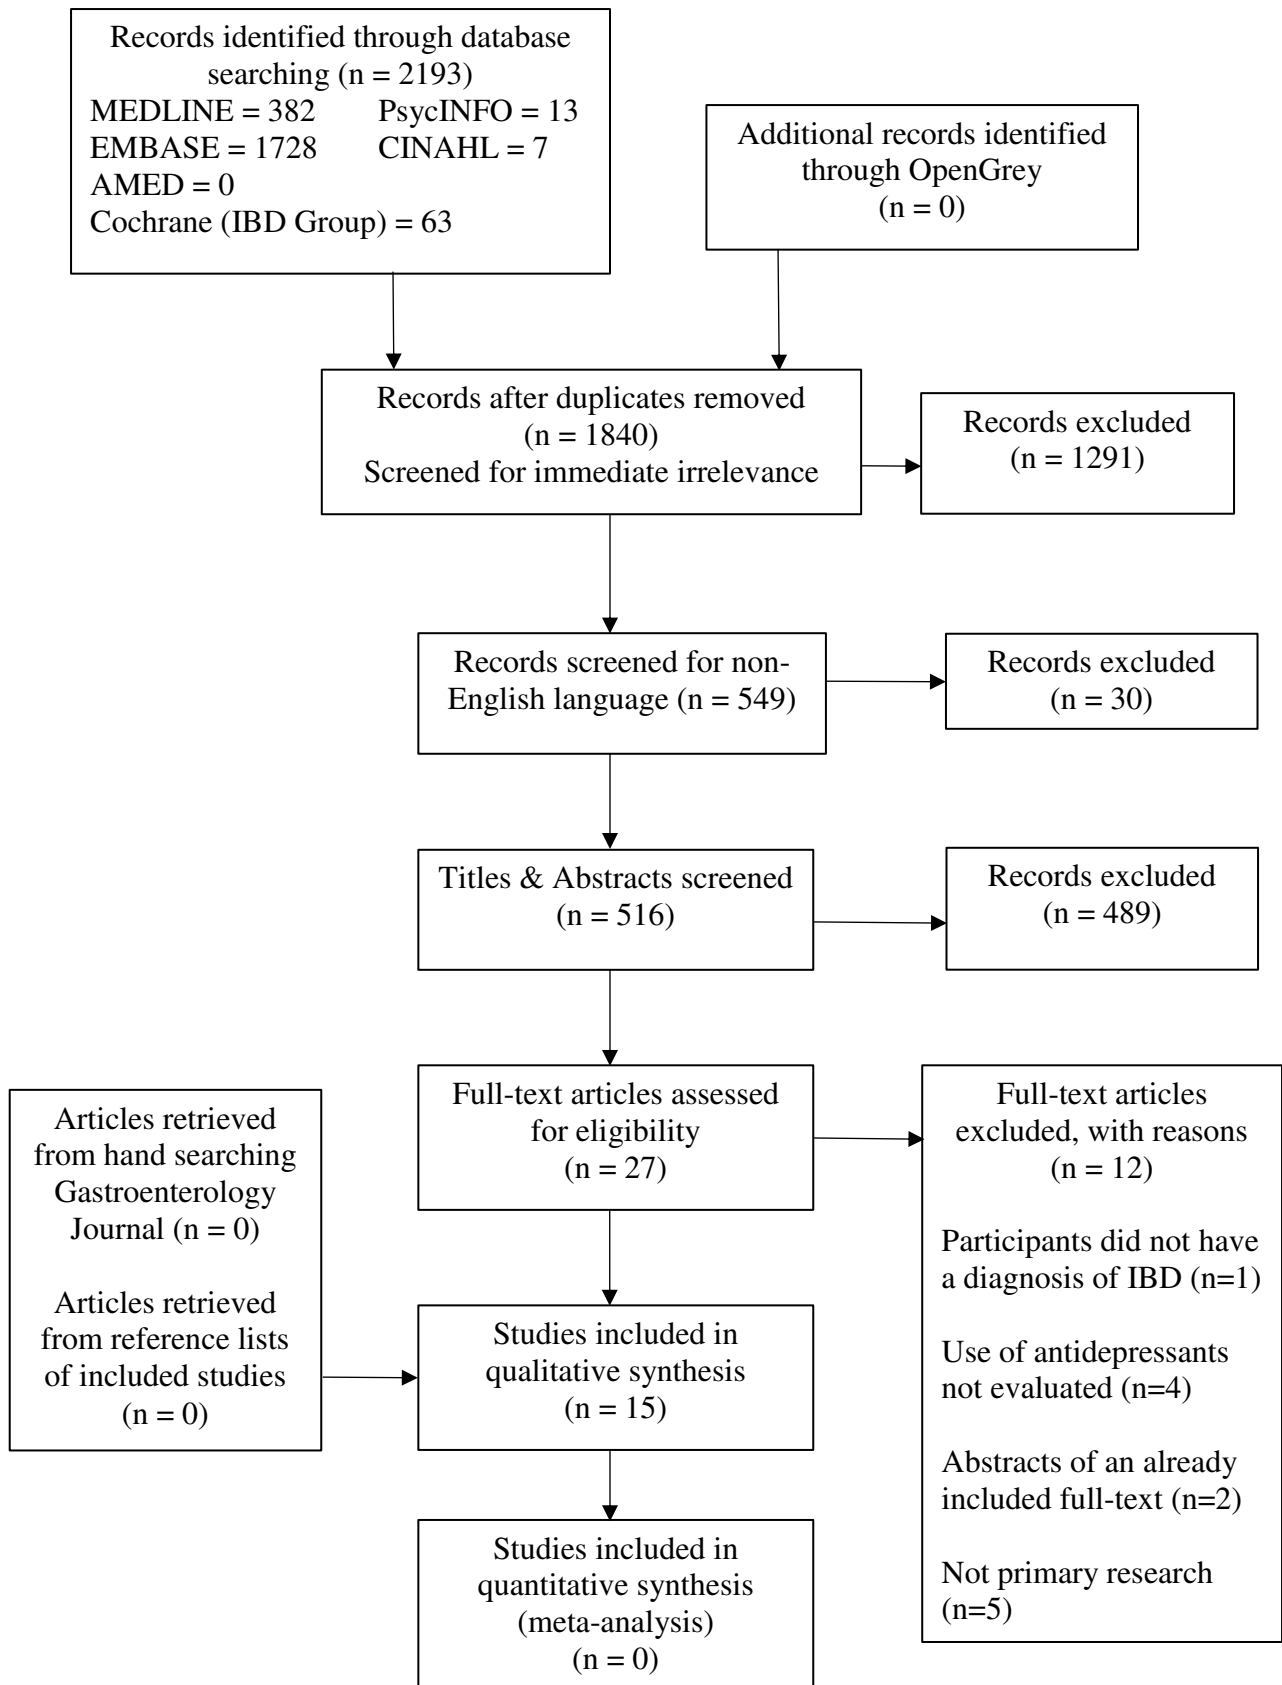 Records identified through database
searching (n = 2193)
MEDLINE = 382 PsycINFO = 13
EMBASE = 1728 CINAHL = 7
AMED = 0
Cochrane (IBD Group) = 63
Additional records identified
through OpenGrey
(n = 0)
Records after duplicates removed
(n = 1840)
Screened for immediate irrelevance
Records excluded
(n = 1291)
Records screened for non-
English language (n = 549)
Records excluded
(n = 30)
Titles & Abstracts screened
(n = 516)
Records excluded
(n = 489)
Full-text articles assessed
for eligibility
(n = 27)
Full-text articles
excluded, with reasons
(n = 12)
Participants did not have
a diagnosis of IBD (n=1)
Use of antidepressants
not evaluated (n=4)
Abstracts of an already
included full-text (n=2)
Not primary research
(n=5)
Articles retrieved
from hand searching
Gastroenterology
Journal (n = 0)
Articles retrieved
from reference lists
of included studies
(n = 0)
Studies included in
qualitative synthesis
(n = 15)
Studies included in
quantitative synthesis
(meta-analysis)
(n = 0)